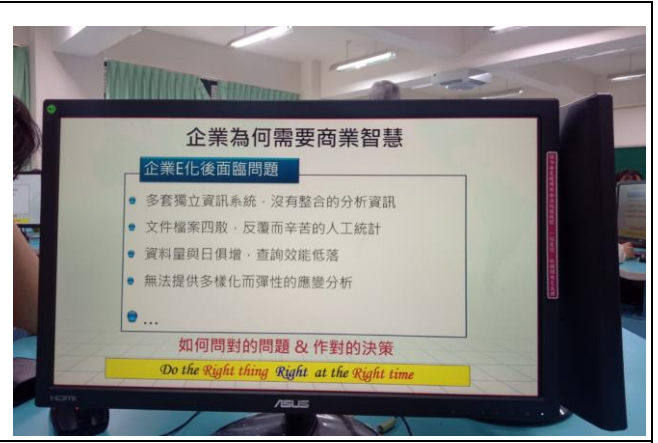 企業為何需要商業智慧
企業E化後面臨問題
多套獨立資訊系統，沒有整合的分析資訊
文件檔案四散，反覆而辛苦的人工統計
資料量與日俱增，查詢效能低落
無法提供多樣化而彈性的應變分析
...
如何問對的問題 & 作對的決策
Do the Right thing Right at the Right time
HDMI
ASUS